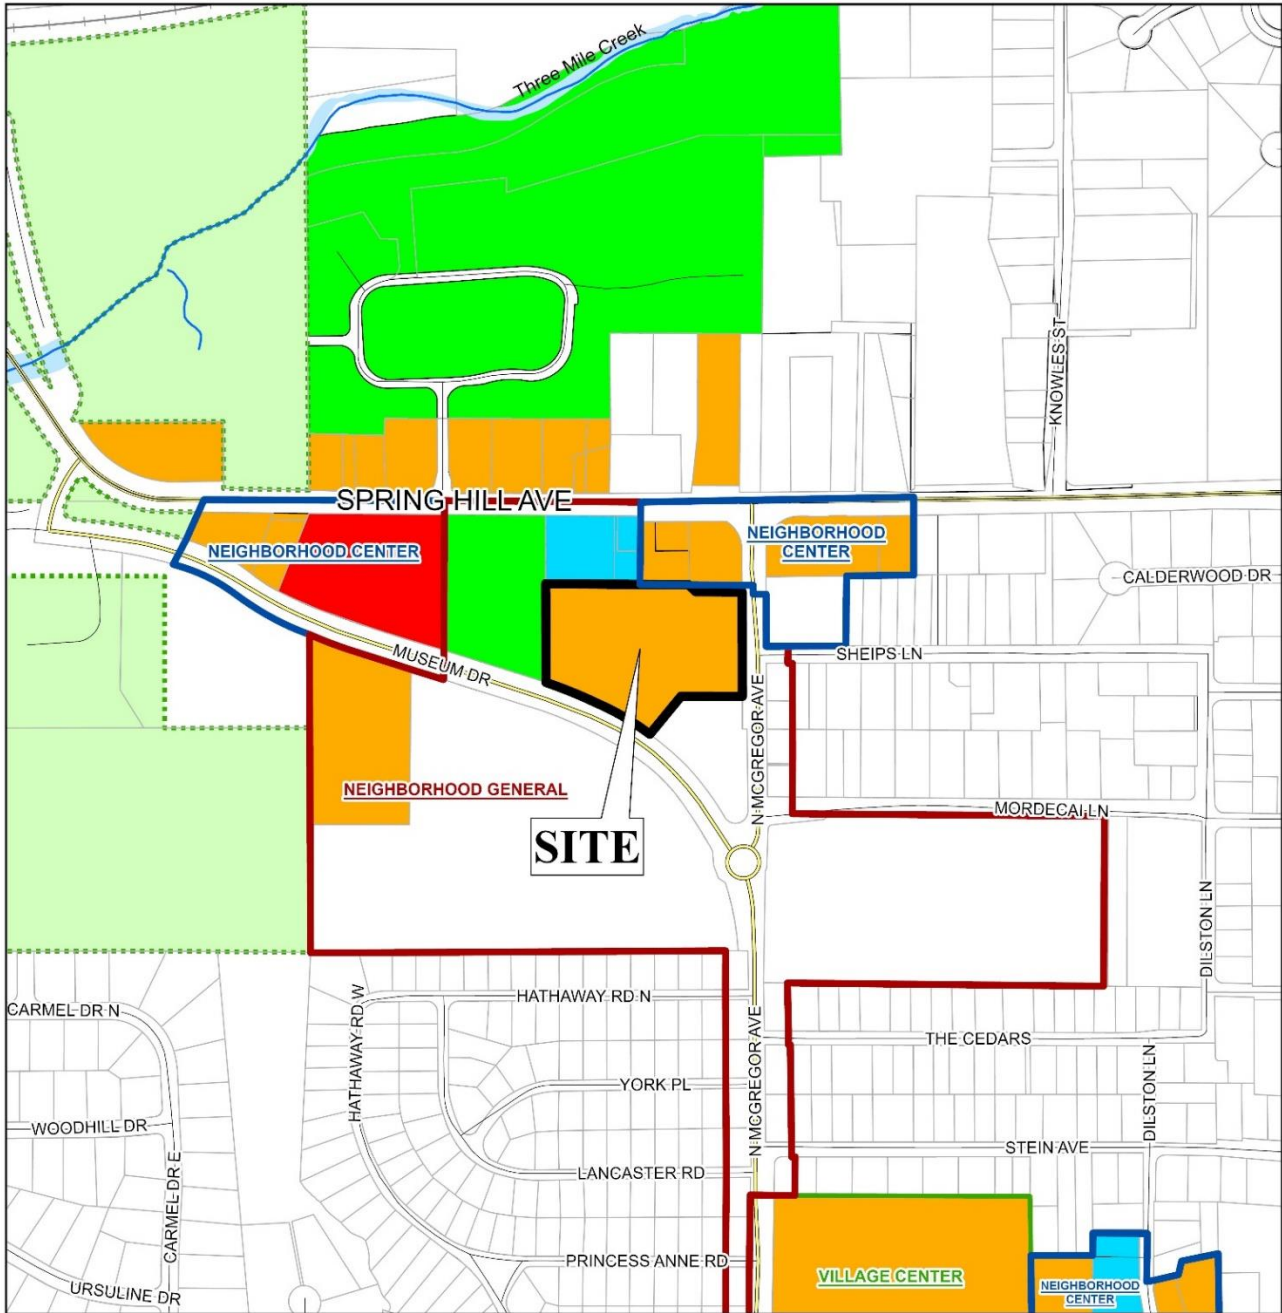 Three Mile Creek
KNOWLES ST
SPRING HILL AVE
NEIGHBORHOOD CENTER
NEIGHBORHOOD
CENTER
CALDERWOOD DR
MUSEUM DR
SHEIPS LN
N MCGREGOR AVE
NEIGHBORHOOD GENERAL
MORDECAI LN
SITE
DILSTON LN
HATHAWAY RD N
CARMEL DR N
HATHAWAY RD W
N MCGREGOR AVE
THE CEDARS
YORK PL
DILSTON LN
WOODHILL DR
STEIN AVE
LANCASTER RD
CARMEL DR E
PRINCESS ANNE RD
VILLAGE CENTER
NEIGHBORHOOD
CENTER
URSULINE DR